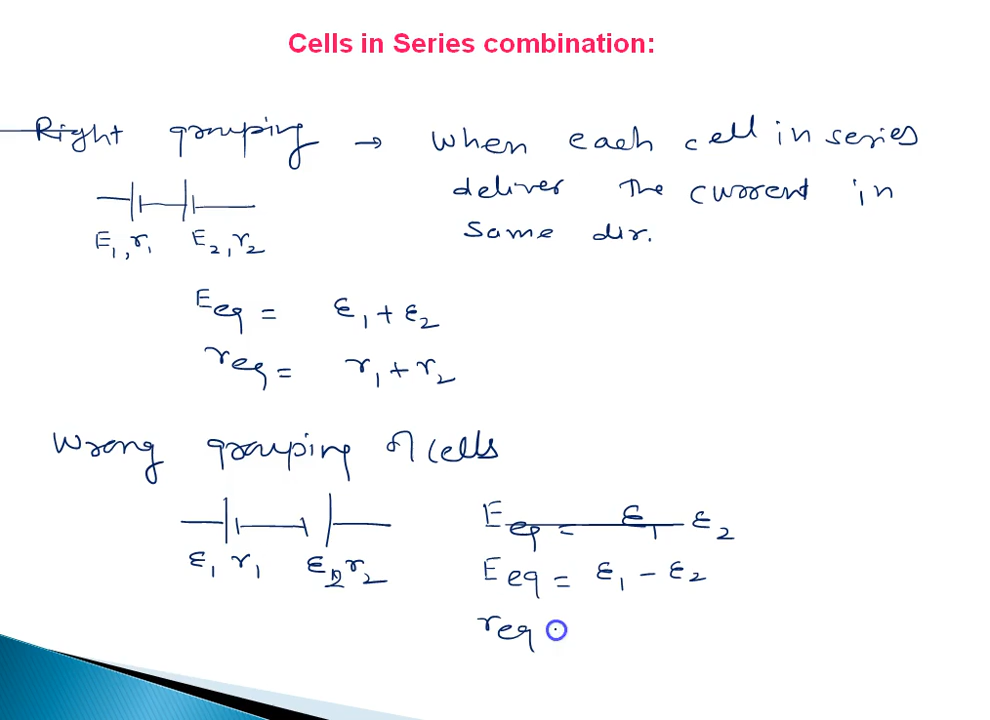 Cells in Series combination:
Right grouping → When each cell in series
deliver the current in
same dir.
E₁, r₁ E₂, r₂
Eeq = ε₁ + ε₂
req = r₁ + r₂
Wrong grouping of cells
ε₁ r₁ ε₂ r₂
Eeq = ε₁ ε₂
Eeq = ε₁ - ε₂
req